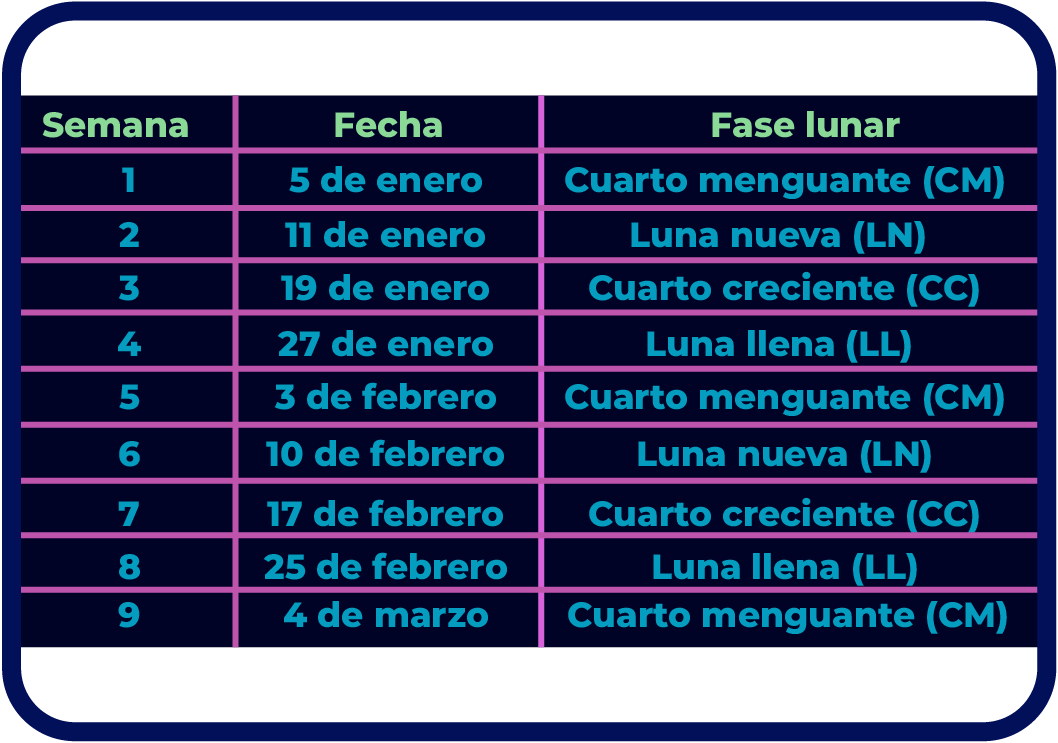 Semana Fecha Fase lunar
1 5 de enero Cuarto menguante (CM)
2 11 de enero Luna nueva (LN)
3 19 de enero Cuarto creciente (CC)
4 27 de enero Luna llena (LL)
5 3 de febrero Cuarto menguante (CM)
6 10 de febrero Luna nueva (LN)
7 17 de febrero Cuarto creciente (CC)
8 25 de febrero Luna llena (LL)
9 4 de marzo Cuarto menguante (CM)